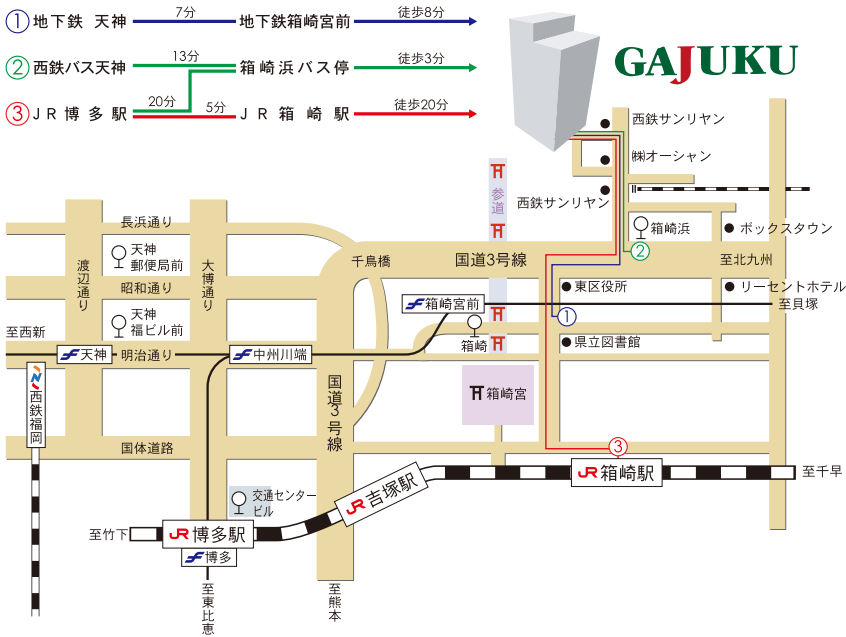 ① 地下鉄 天神 7分 地下鉄箱崎宮前 徒歩8分
② 西鉄バス天神 13分 箱崎浜バス停 徒歩3分
20分
③ JR博多駅 5分 JR箱崎駅 徒歩20分
GAJUKU
西鉄サンリヤン
㈱オーシャン
西鉄サンリヤン
参道
箱崎浜
②
ボックスタウン
長浜通り
天神
郵便局前
渡辺通り
大博通り
千鳥橋
国道3号線
至北九州
昭和通り
東区役所
リーセントホテル
箱崎宮前
至貝塚
天神
福ビル前
①
至西新
天神
明治通り
中州川端
箱崎
県立図書館
西鉄福岡
国道3号線
箱崎宮
国体道路
③
JR 箱崎駅
至千早
JR 吉塚駅
交通センター
ビル
至竹下
JR 博多駅
博多
至東比恵
至熊本